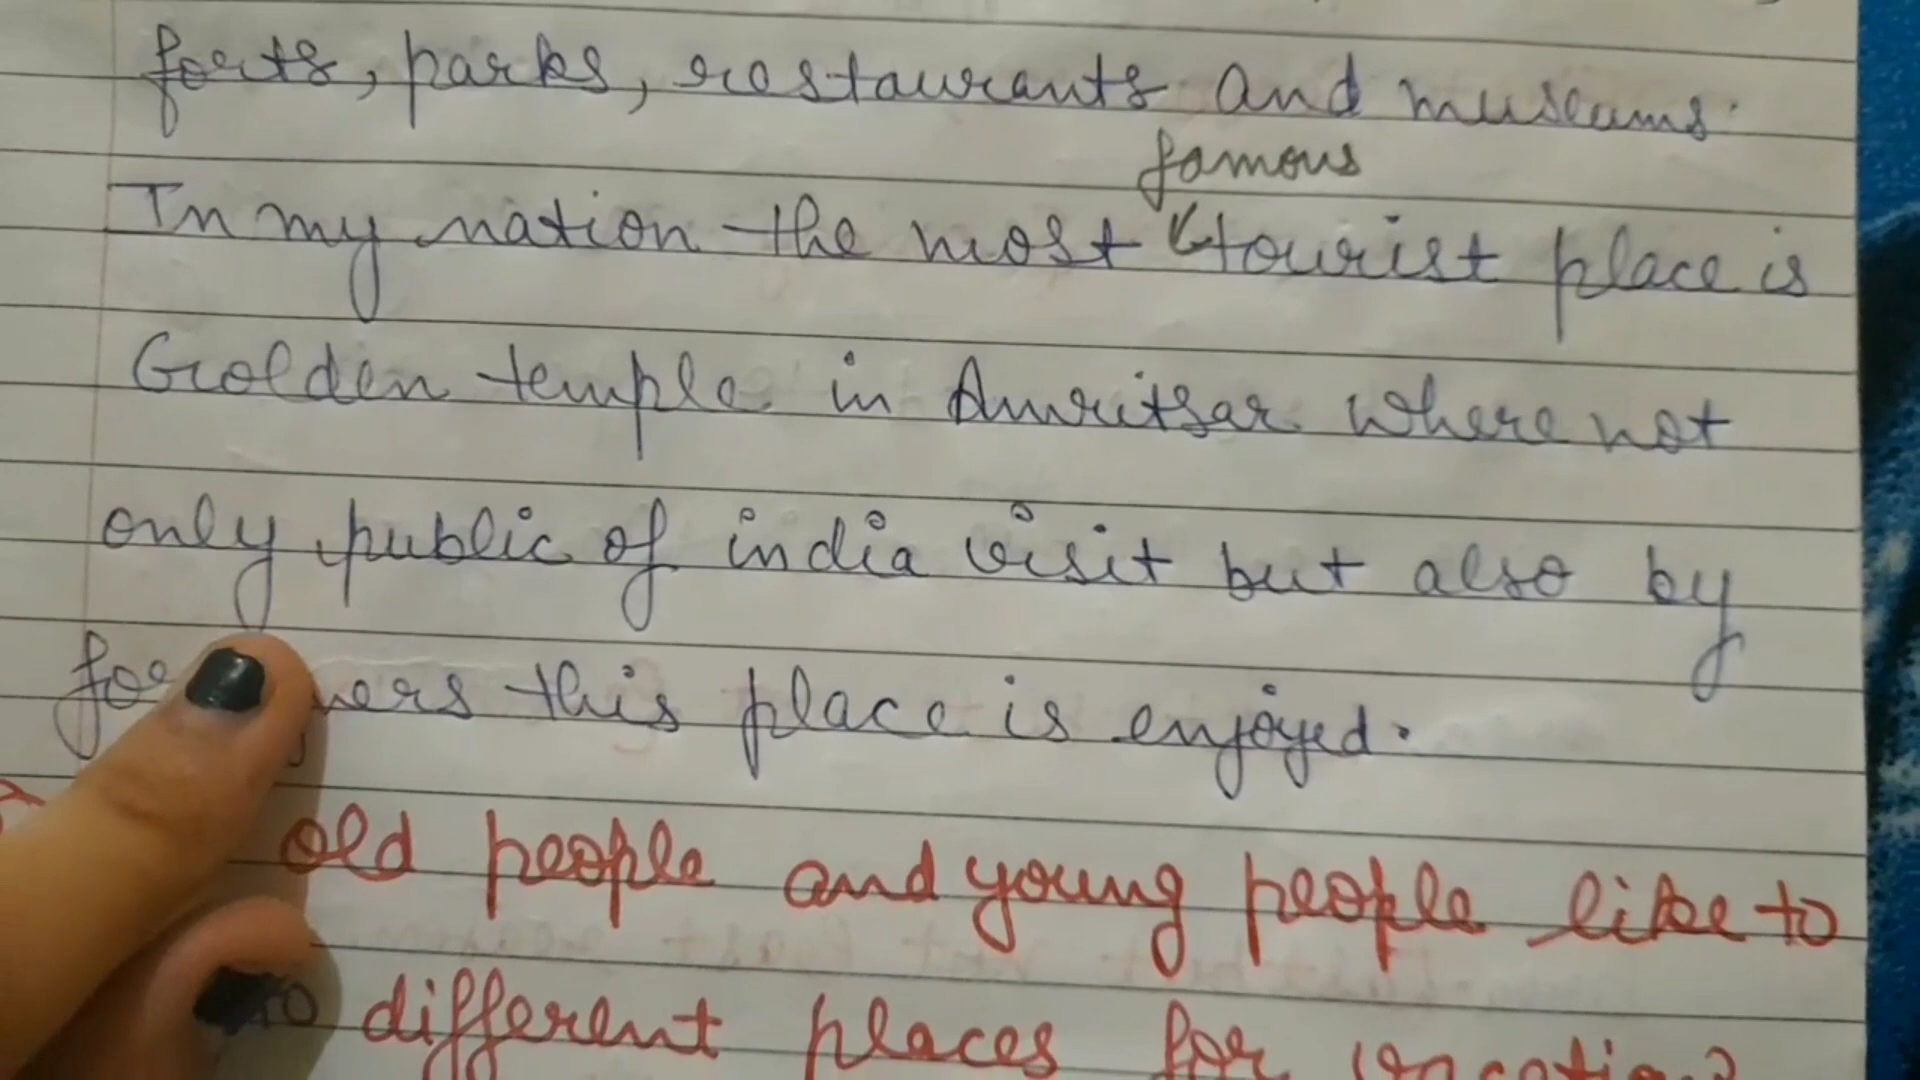 forts, parks, restaurants and museums.
famous
In my nation the most tourist place is
Golden temple in Amritsar where not
only public of india visit but also by
this place is enjoyed.
old people and young people like to
different places for